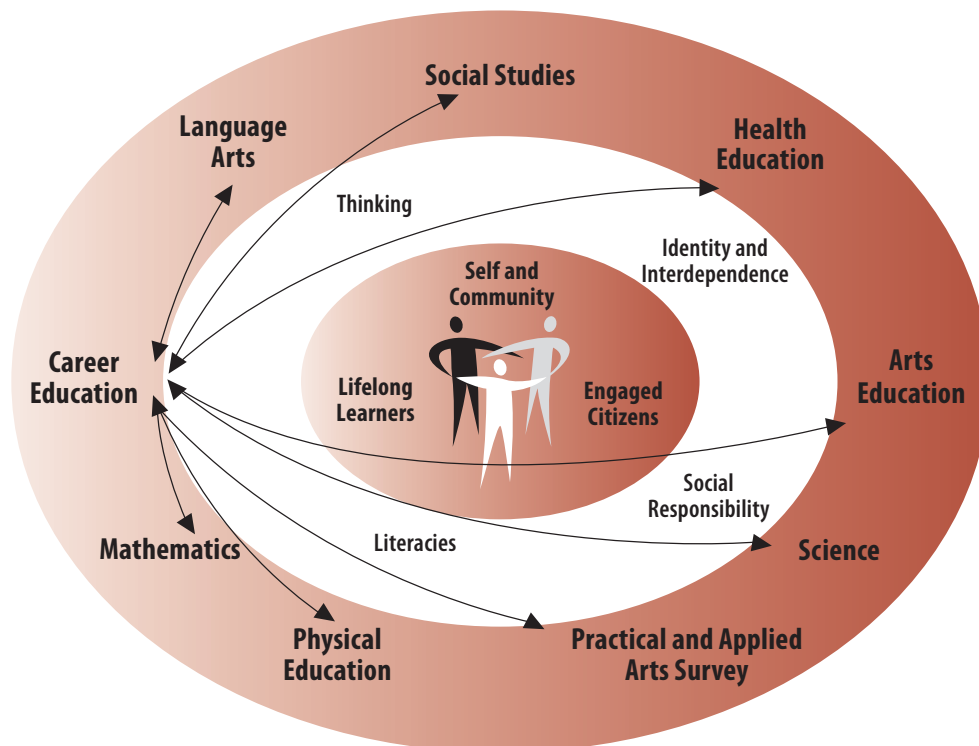 Social Studies
Language
Arts
Health
Education
Thinking
Identity and
Interdependence
Self and
Community
Career
Education
Lifelong
Learners
Engaged
Citizens
Arts
Education
Social
Responsibility
Mathematics
Literacies
Science
Physical
Education
Practical and Applied
Arts Survey